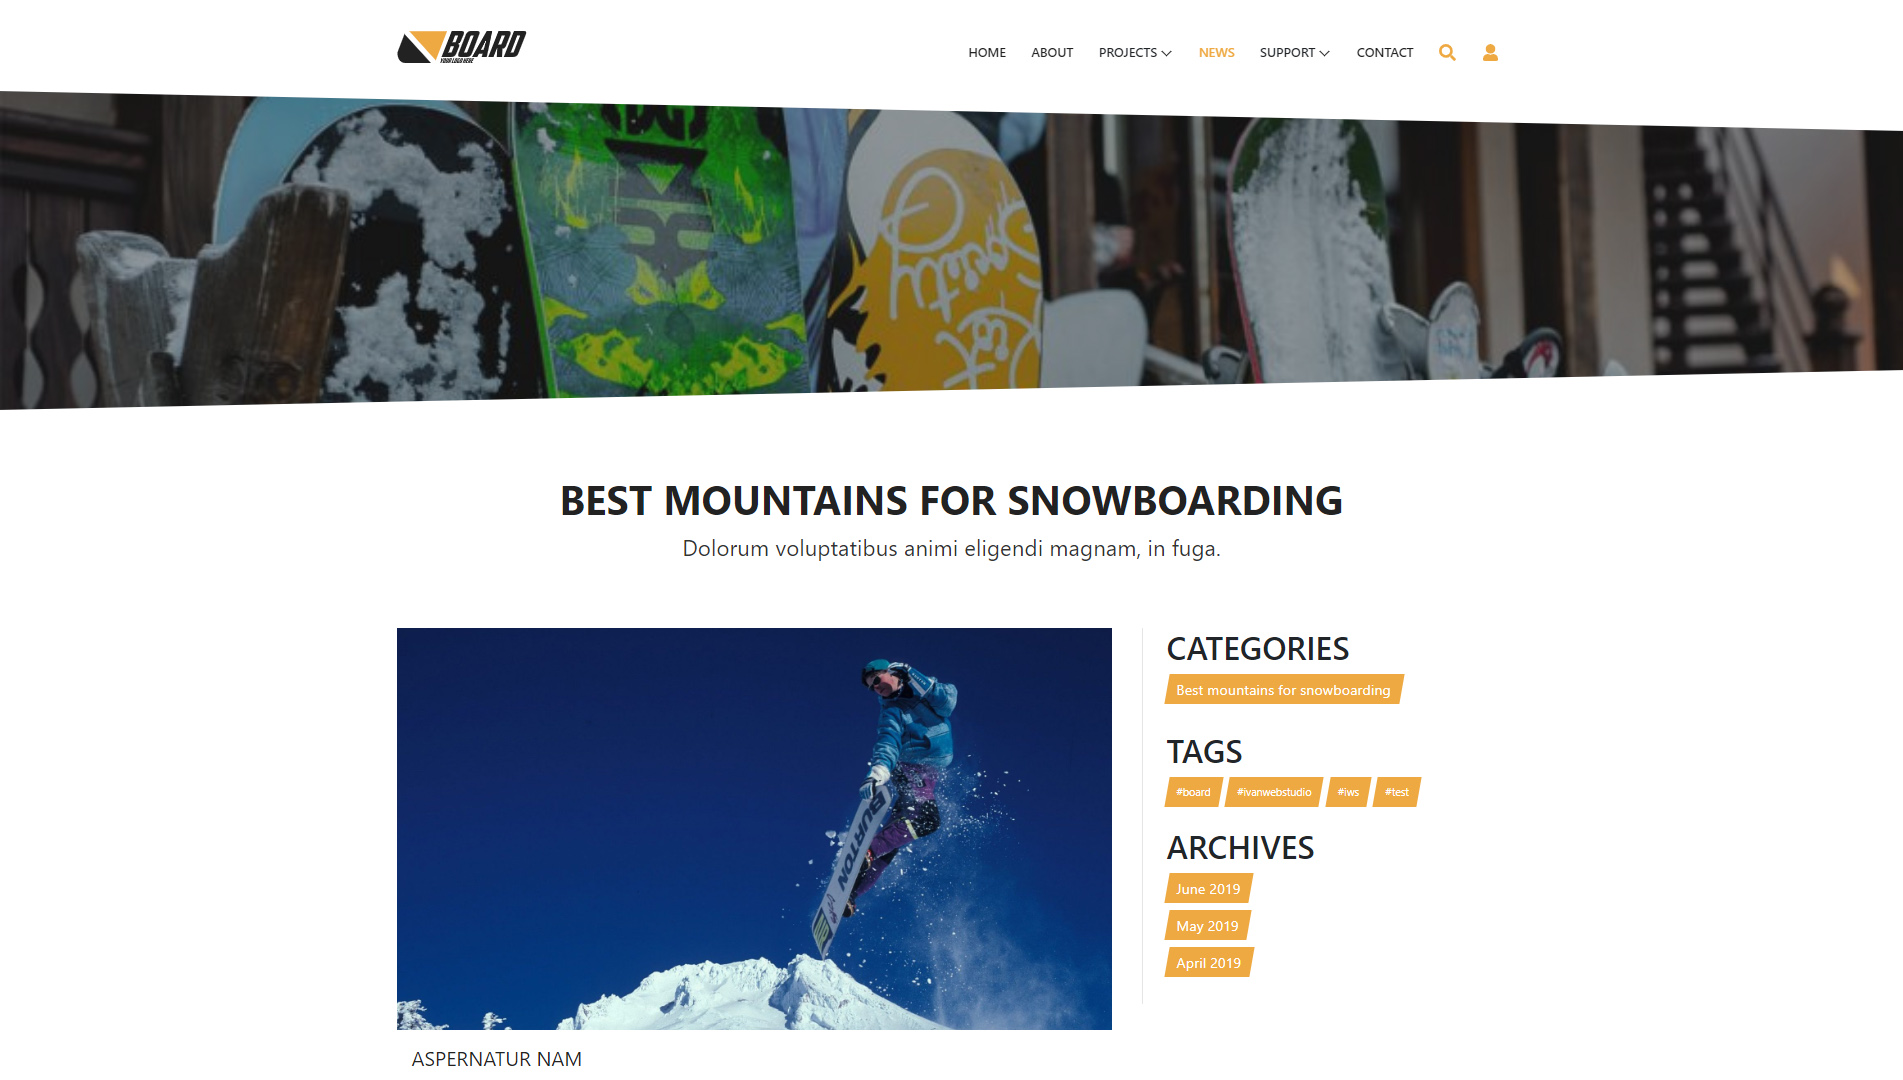 BOARD
YOUR LOGO HERE
HOME ABOUT PROJECTS NEWS SUPPORT CONTACT
BEST MOUNTAINS FOR SNOWBOARDING
Dolorum voluptatibus animi eligendi magnam, in fuga.
BURTON
ASPERNATUR NAM
CATEGORIES
Best mountains for snowboarding
TAGS
#board #ivanwebstudio #iws #test
ARCHIVES
June 2019
May 2019
April 2019